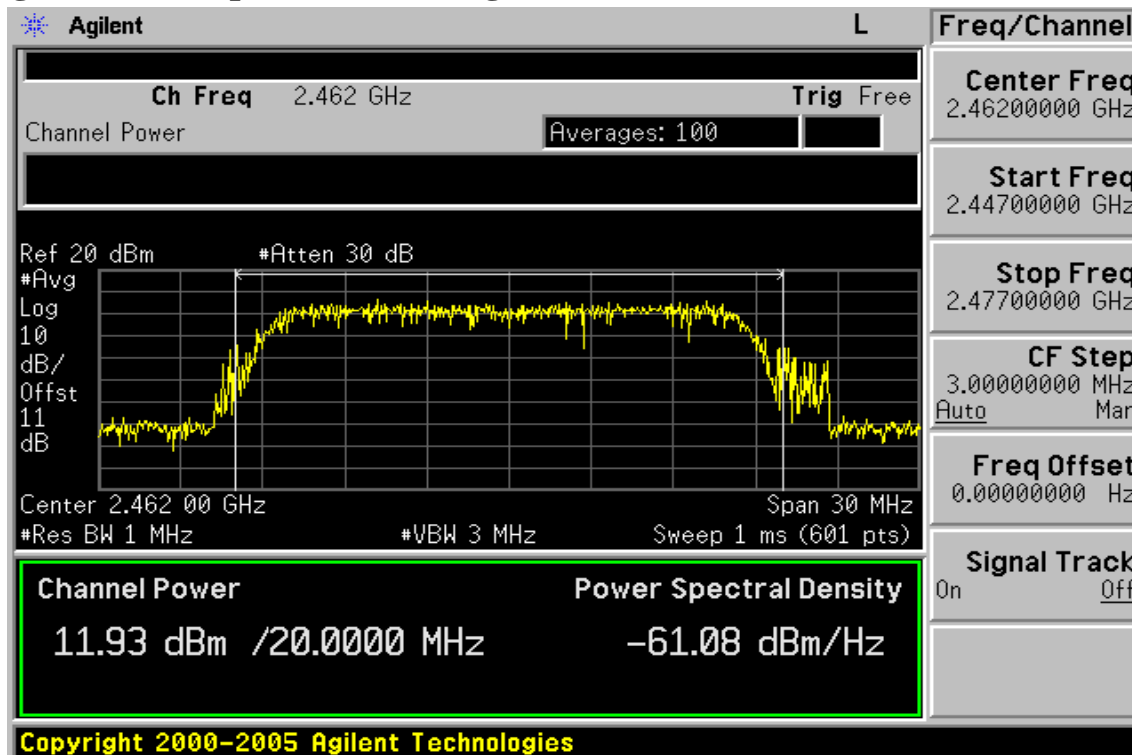 Agilent
L
Freq/Channel
Ch Freq 2.462 GHz
Trig Free
Channel Power
Averages: 100
Center Freq
2.46200000 GHz
Start Freq
2.44700000 GHz
Stop Freq
2.47700000 GHz
CF Step
3.00000000 MHz
Auto Man
Freq Offset
0.00000000 Hz
Signal Track
On Off
Ref 20 dBm
#Atten 30 dB
#Avg
Log
10
dB/
Offst
11
dB
Center 2.462 00 GHz
Span 30 MHz
#Res BW 1 MHz
#VBW 3 MHz
Sweep 1 ms (601 pts)
Channel Power
Power Spectral Density
11.93 dBm /20.0000 MHz
-61.08 dBm/Hz
Copyright 2000-2005 Agilent Technologies